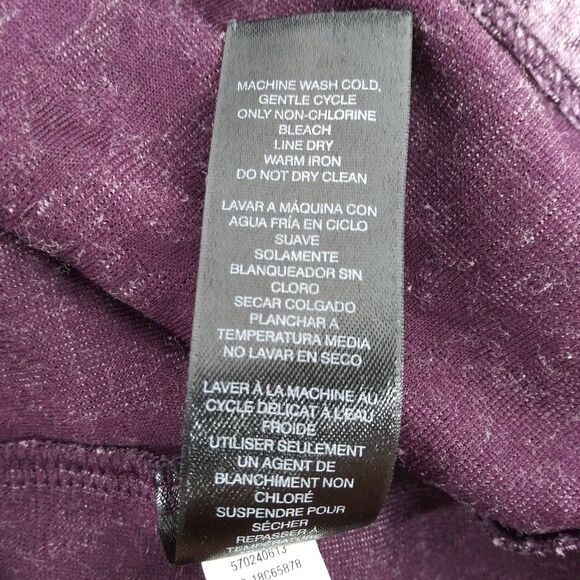 MACHINE WASH COLD,
GENTLE CYCLE
ONLY NON-CHLORINE
BLEACH
LINE DRY
WARM IRON
DO NOT DRY CLEAN
LAVAR A MÁQUINA CON
AGUA FRÍA EN CICLO
SUAVE
SOLAMENTE
BLANQUEADOR SIN
CLORO
SECAR COLGADO
PLANCHAR A
TEMPERATURA MEDIA
NO LAVAR EN SECO
LAVER À LA MACHINE AU
CYCLE DÉLICAT À L'EAU
FROIDE
UTILISER SEULEMENT
UN AGENT DE
BLANCHIMENT NON
CHLORÉ
SUSPENDRE POUR
SÉCHER
REPASSER À
TEMPÉRATURE
570240613
18C65878